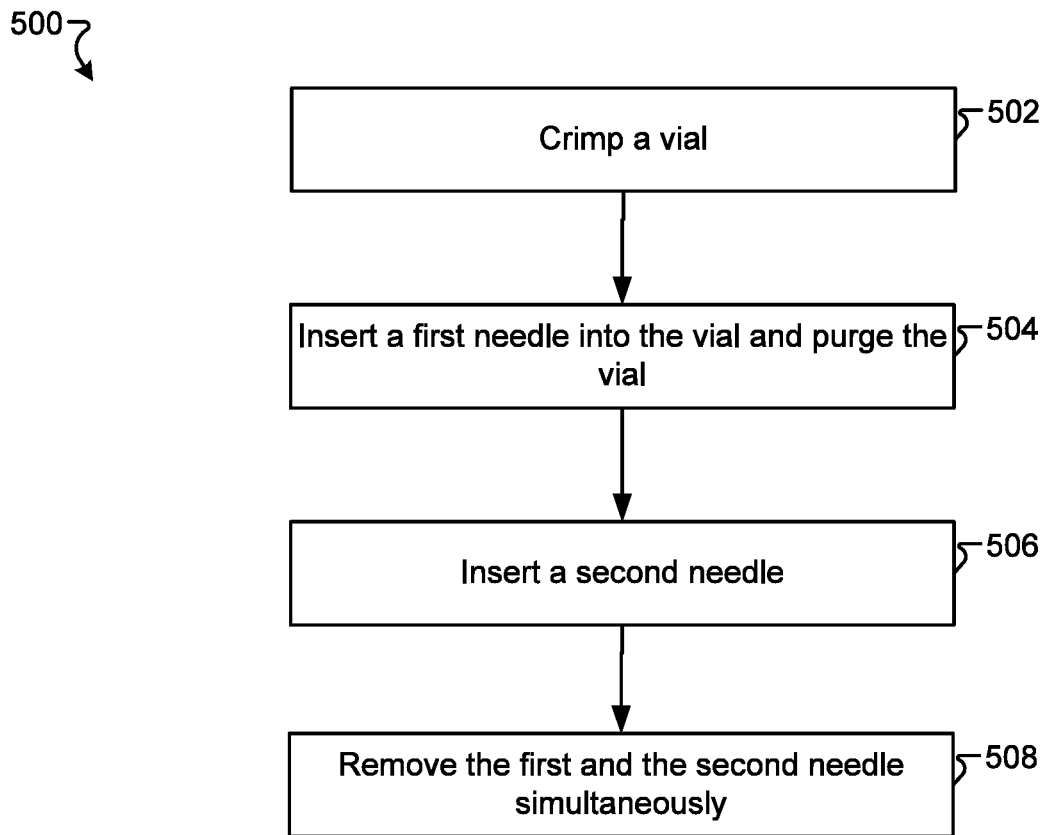 500
Crimp a vial
502
Insert a first needle into the vial and purge the
vial
504
Insert a second needle
506
Remove the first and the second needle
simultaneously
508